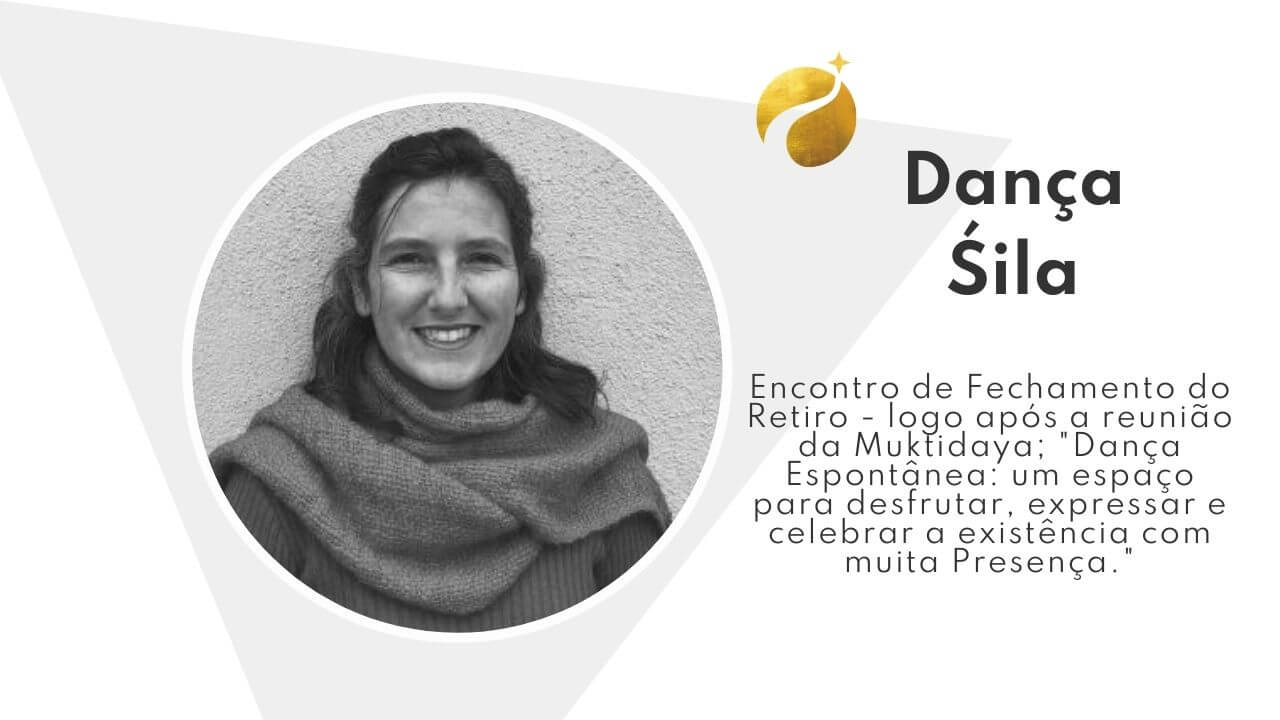 Dança
Śila
Encontro de Fechamento do
Retiro - logo após a reunião
da Muktidaya; "Dança
Espontânea: um espaço
para desfrutar, expressar e
celebrar a existência com
muita Presença."